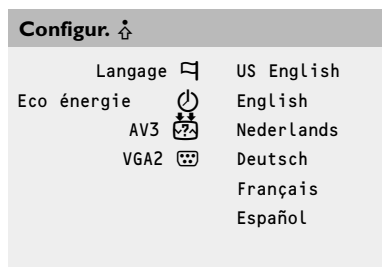 Configur.
Langage US English
Eco énergie English
AV3 Nederlands
VGA2 Deutsch
Français
Español